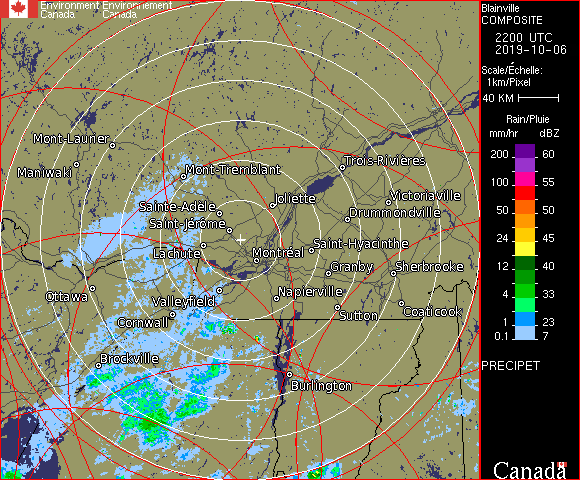 Environment Environnement
Canada Canada
Blainville
COMPOSITE
2200 UTC
2019-10-06
Scale/Échelle:
1km/Pixel
40 KM
Rain/Pluie
mm/hr dBZ
200 60
100 55
50 50
24 45
12 40
4 33
0.1 23
7
PRECIPET
Mont-Laurier
Maniwaki
Mont-Tremblant
Trois-Rivières
Sainte-Adèle
Joliette
Victoriaville
Drummondville
Saint-Jérôme
Lachute
Montréal
Saint-Hyacinthe
Granby
Sherbrooke
Ottawa
Valleyfield
Napierville
Cornwall
Sutton
Coaticook
Brockville
Burlington
Canada